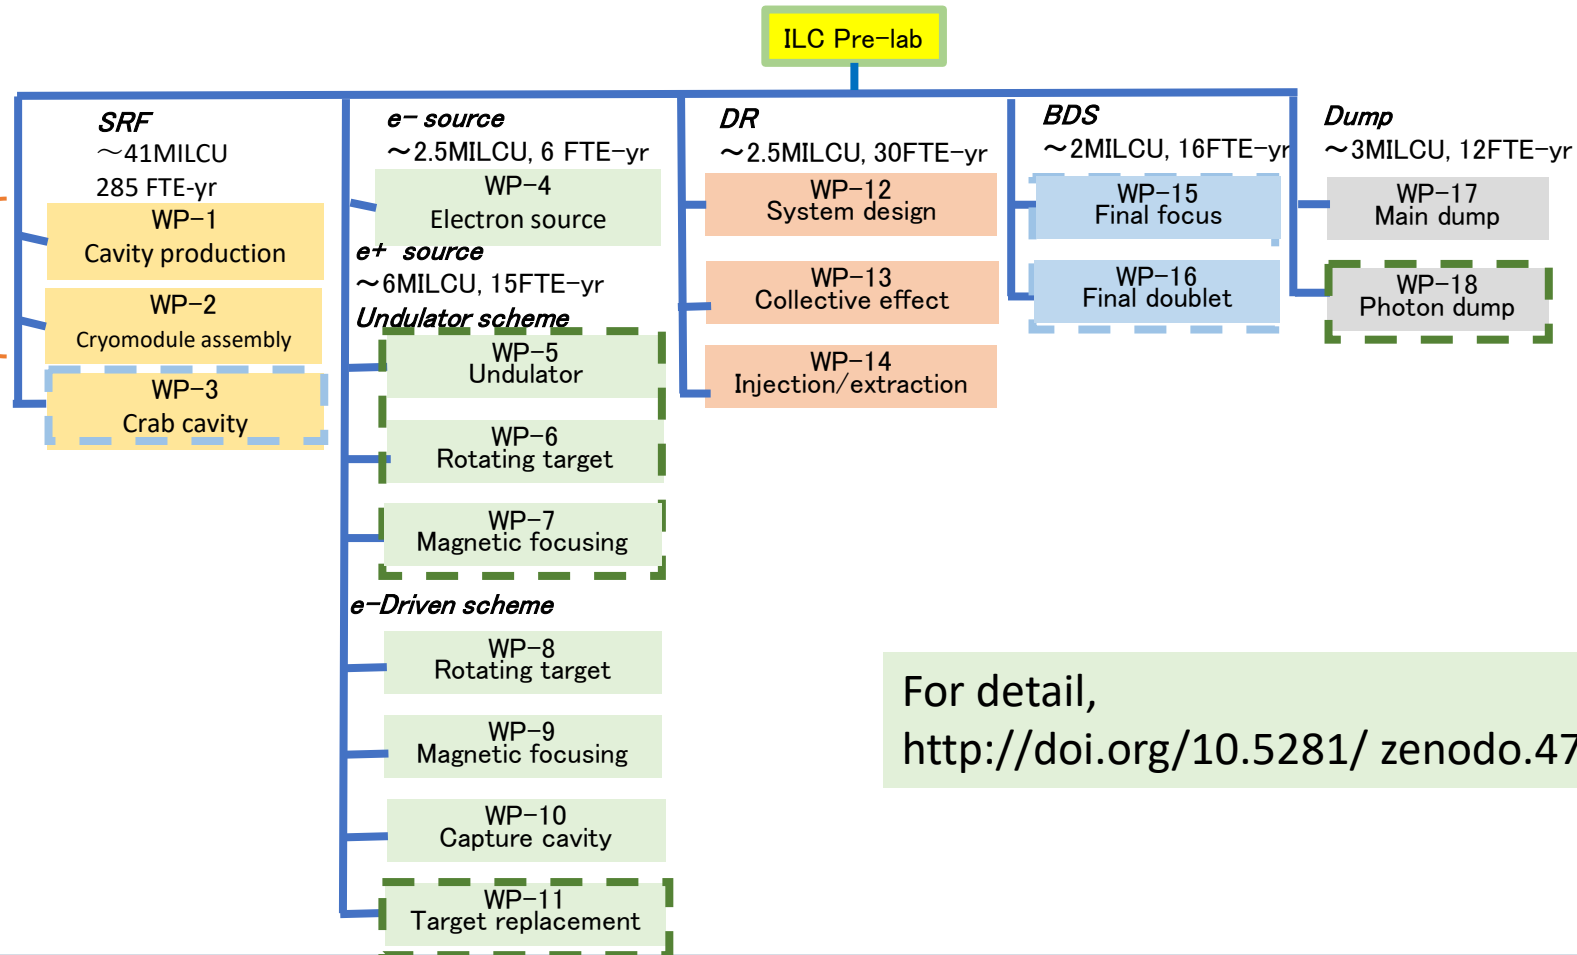 ILC Pre-lab
SRF
～41MILCU
285 FTE-yr
WP-1
Cavity production
WP-2
Cryomodule assembly
WP-3
Crab cavity
e- source
～2.5MILCU, 6 FTE-yr
WP-4
Electron source
e+ source
～6MILCU, 15FTE-yr
Undulator scheme
WP-5
Undulator
WP-6
Rotating target
WP-7
Magnetic focusing
e-Driven scheme
WP-8
Rotating target
WP-9
Magnetic focusing
WP-10
Capture cavity
WP-11
Target replacement
DR
～2.5MILCU, 30FTE-yr
WP-12
System design
WP-13
Collective effect
WP-14
Injection/extraction
BDS
～2MILCU, 16FTE-yr
WP-15
Final focus
WP-16
Final doublet
Dump
～3MILCU, 12FTE-yr
WP-17
Main dump
WP-18
Photon dump
For detail,
http://doi.org/10.5281/ zenodo.47